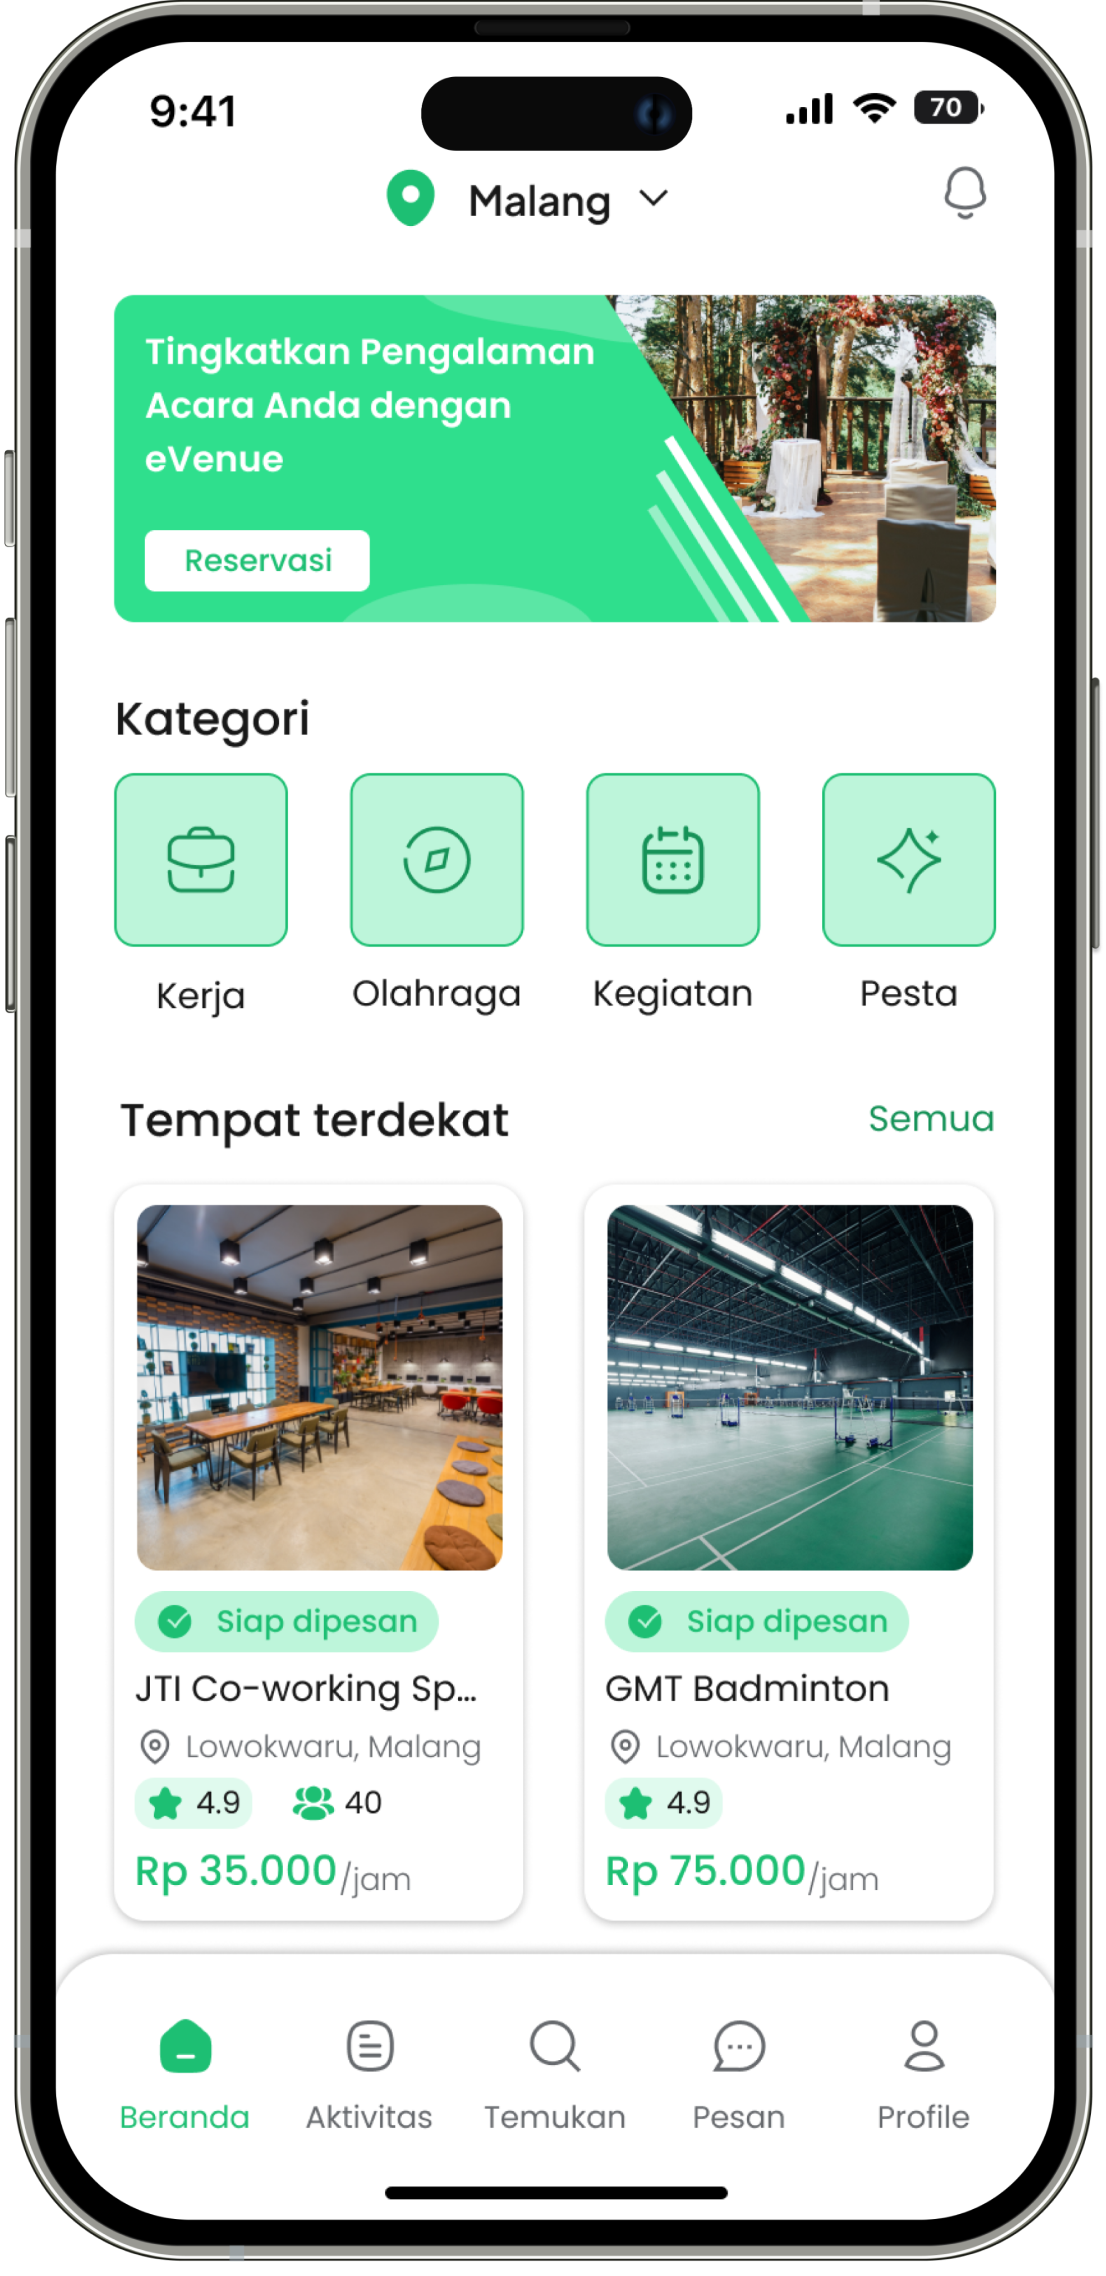 9:41
70
Malang
Tingkatkan Pengalaman
Acara Anda dengan
eVenue
Reservasi
Kategori
Kerja
Olahraga
Kegiatan
Pesta
Tempat terdekat
Semua
Siap dipesan
JTI Co-working Sp...
Lowokwaru, Malang
4.9
40
Rp 35.000/jam
Siap dipesan
GMT Badminton
Lowokwaru, Malang
4.9
Rp 75.000/jam
Beranda
Aktivitas
Temukan
Pesan
Profile